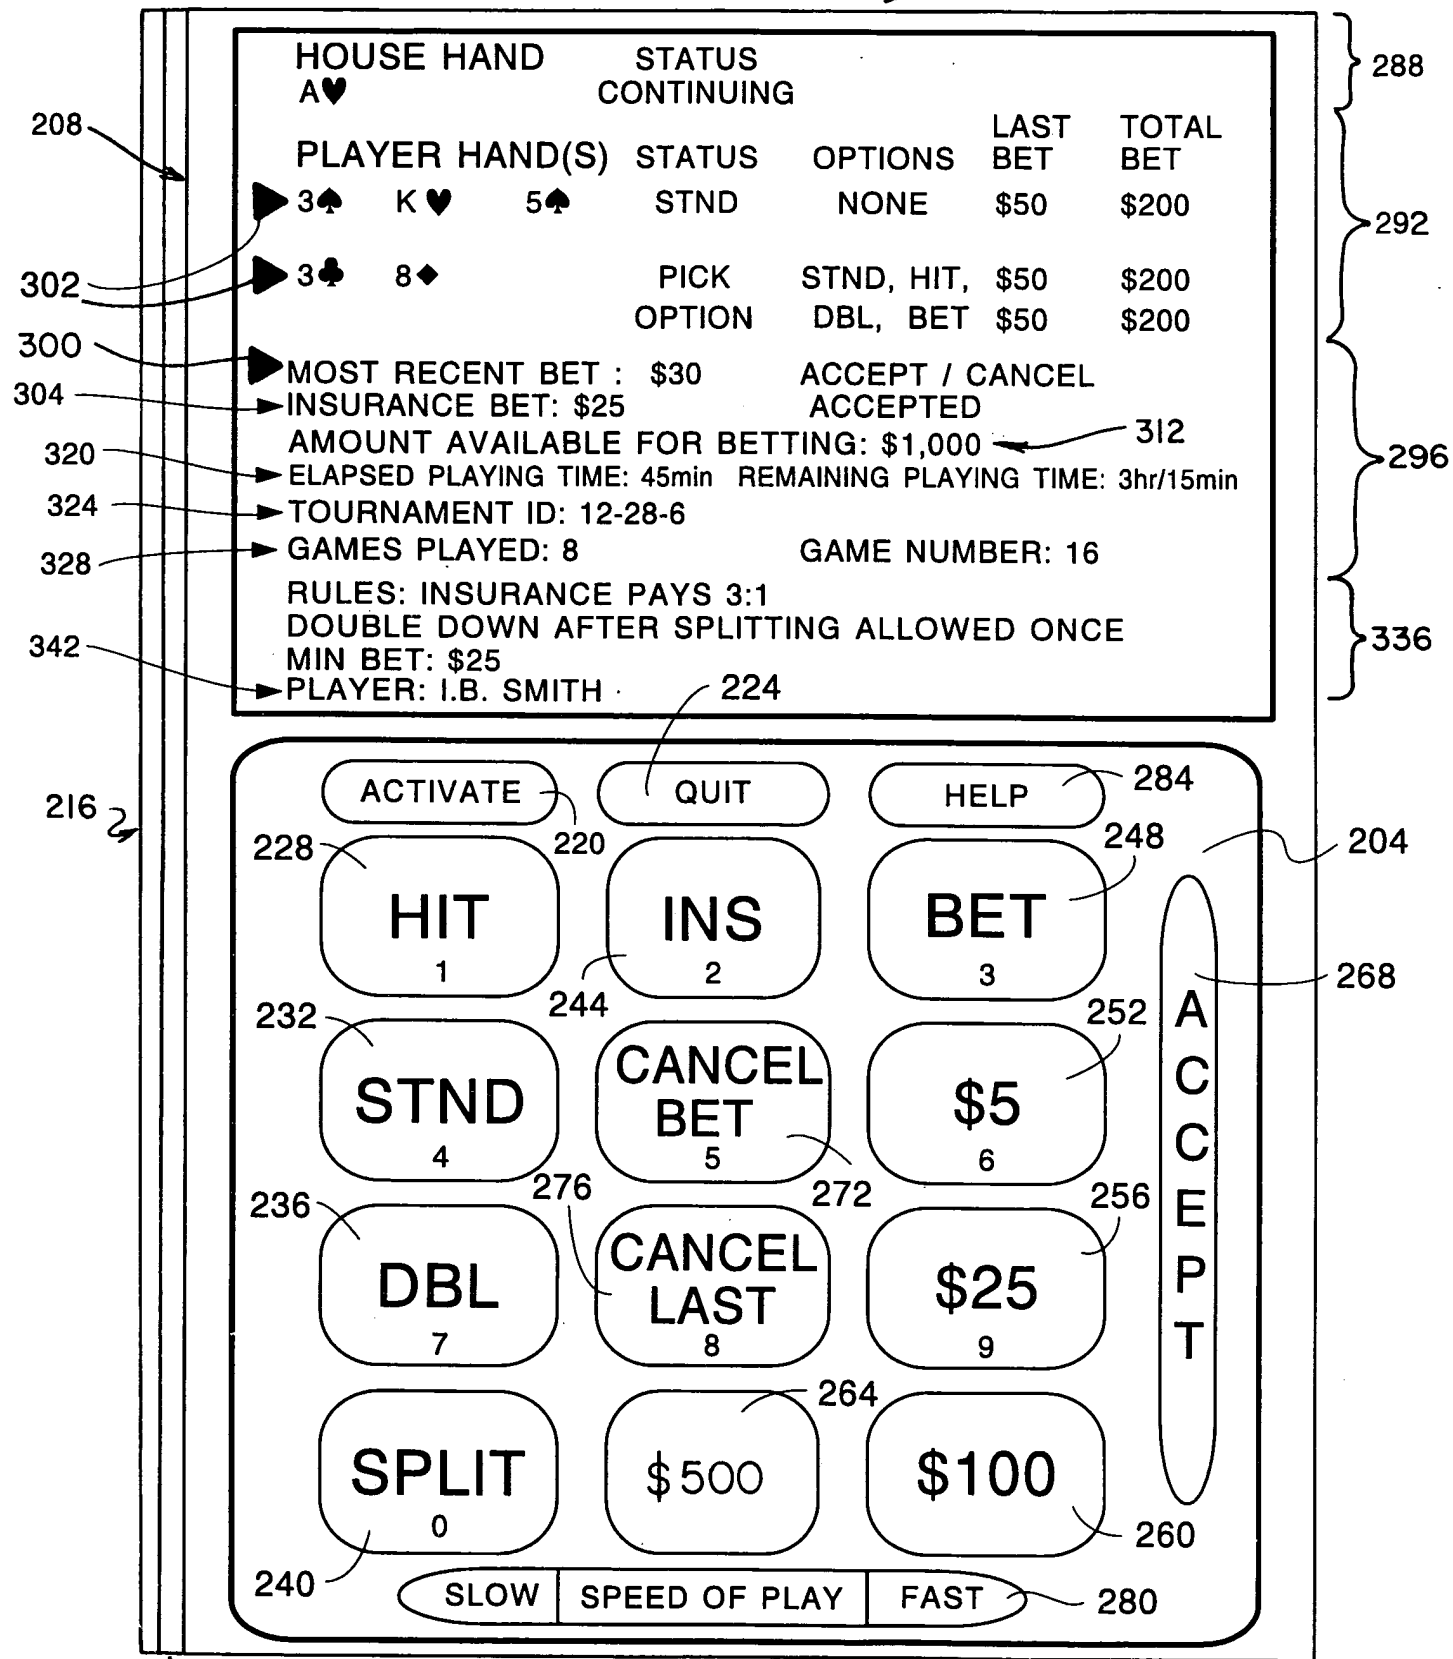 HOUSE HAND STATUS
288
A♥ CONTINUING
208
LAST TOTAL
PLAYER HAND(S) STATUS OPTIONS BET BET
3♠ K♥ 5♠ STND NONE $50 $200
292
302
3♣ 8♦ PICK STND, HIT, $50 $200
OPTION DBL, BET $50 $200
300
MOST RECENT BET : $30 ACCEPT / CANCEL
304
INSURANCE BET: $25 ACCEPTED
AMOUNT AVAILABLE FOR BETTING: $1,000 312
320
296
ELAPSED PLAYING TIME: 45min REMAINING PLAYING TIME: 3hr/15min
324
TOURNAMENT ID: 12-28-6
328
GAMES PLAYED: 8 GAME NUMBER: 16
RULES: INSURANCE PAYS 3:1
DOUBLE DOWN AFTER SPLITTING ALLOWED ONCE
336
342
MIN BET: $25
PLAYER: I.B. SMITH
224
ACTIVATE QUIT HELP
284
216
220
228
248
204
HIT INS BET
1 2 3
244
268
232
252
ACCEPT
STND CANCEL BET $5
4 5 6
276
272
236
256
DBL CANCEL LAST $25
7 8 9
264
SPLIT $500 $100
0
260
240
SLOW SPEED OF PLAY FAST
280